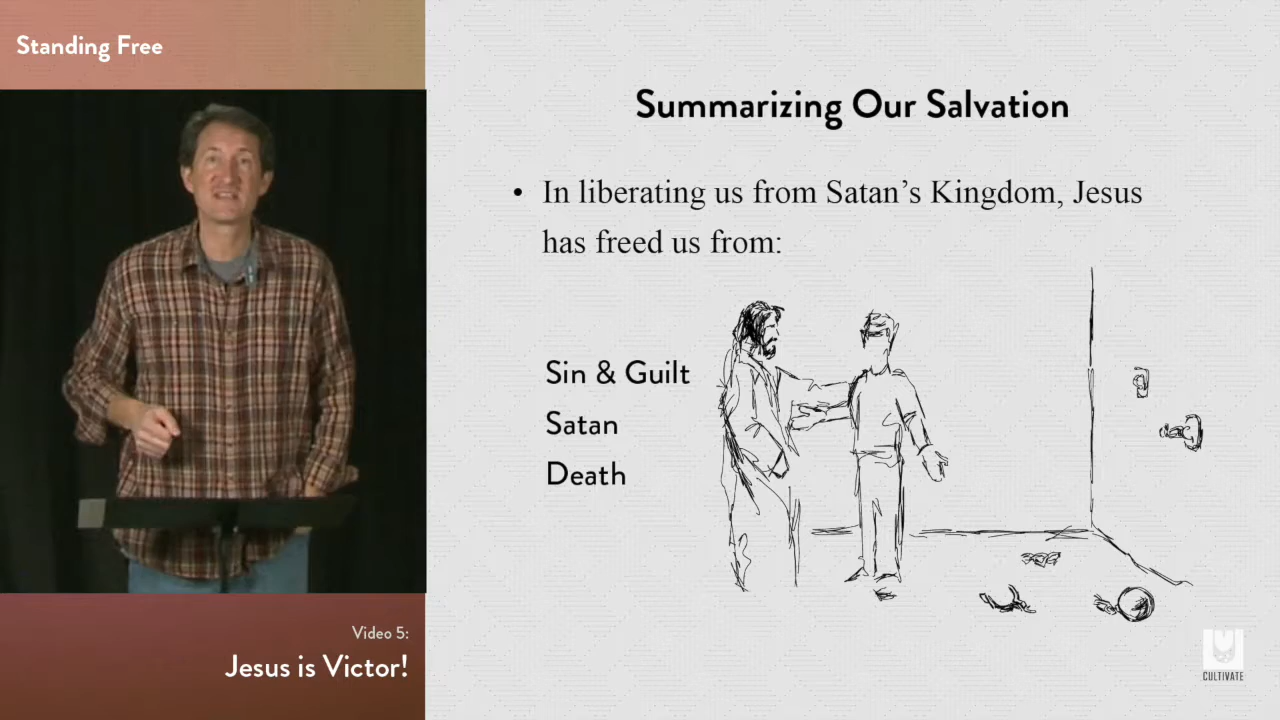 Standing Free
Summarizing Our Salvation
• In liberating us from Satan’s Kingdom, Jesus
has freed us from:
Sin & Guilt
Satan
Death
Video 5:
Jesus is Victor!
CULTIVATE